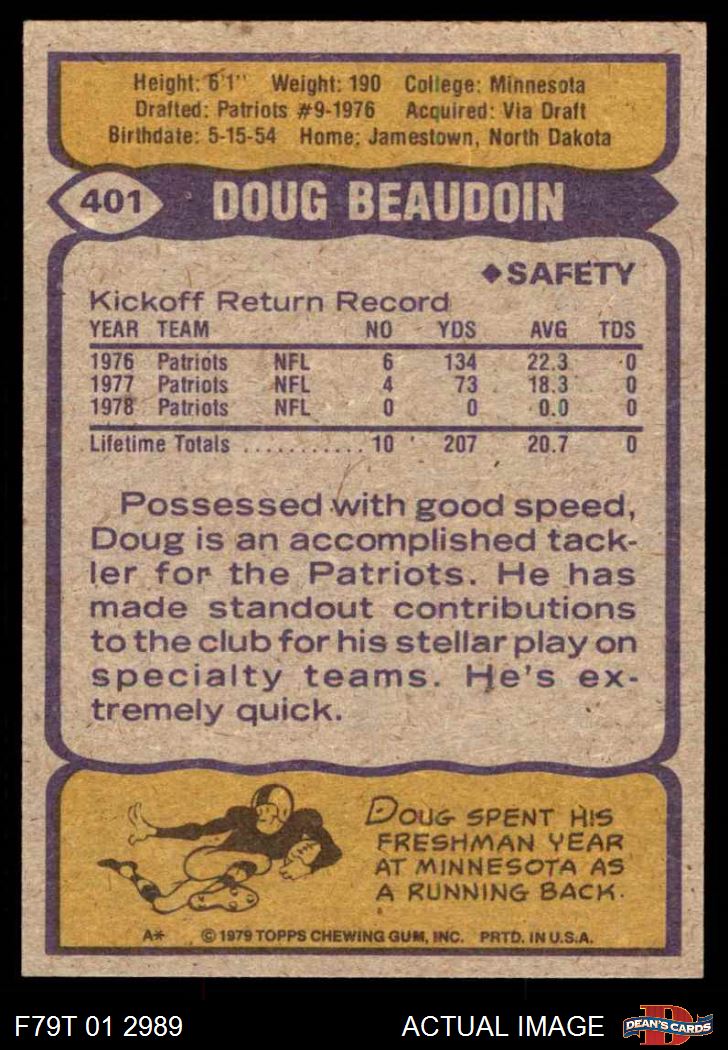 Height: 6'1" Weight: 190 College: Minnesota
Drafted: Patriots #9-1976 Acquired: Via Draft
Birthdate: 5-15-54 Home: Jamestown, North Dakota
401 DOUG BEAUDOIN
◆SAFETY
Kickoff Return Record
YEAR TEAM NO YDS AVG TDS
1976 Patriots NFL 6 134 22.3 0
1977 Patriots NFL 4 73 18.3 0
1978 Patriots NFL 0 0 0.0 0
Lifetime Totals ........... 10 207 20.7 0
Possessed with good speed,
Doug is an accomplished tack-
ler for the Patriots. He has
made standout contributions
to the club for his stellar play on
specialty teams. He's ex-
tremely quick.
DOUG SPENT HIS
FRESHMAN YEAR
AT MINNESOTA AS
A RUNNING BACK.
A* © 1979 TOPPS CHEWING GUM, INC. PRTD. IN U.S.A.
F79T 01 2989 ACTUAL IMAGE D DEAN'S CARDS